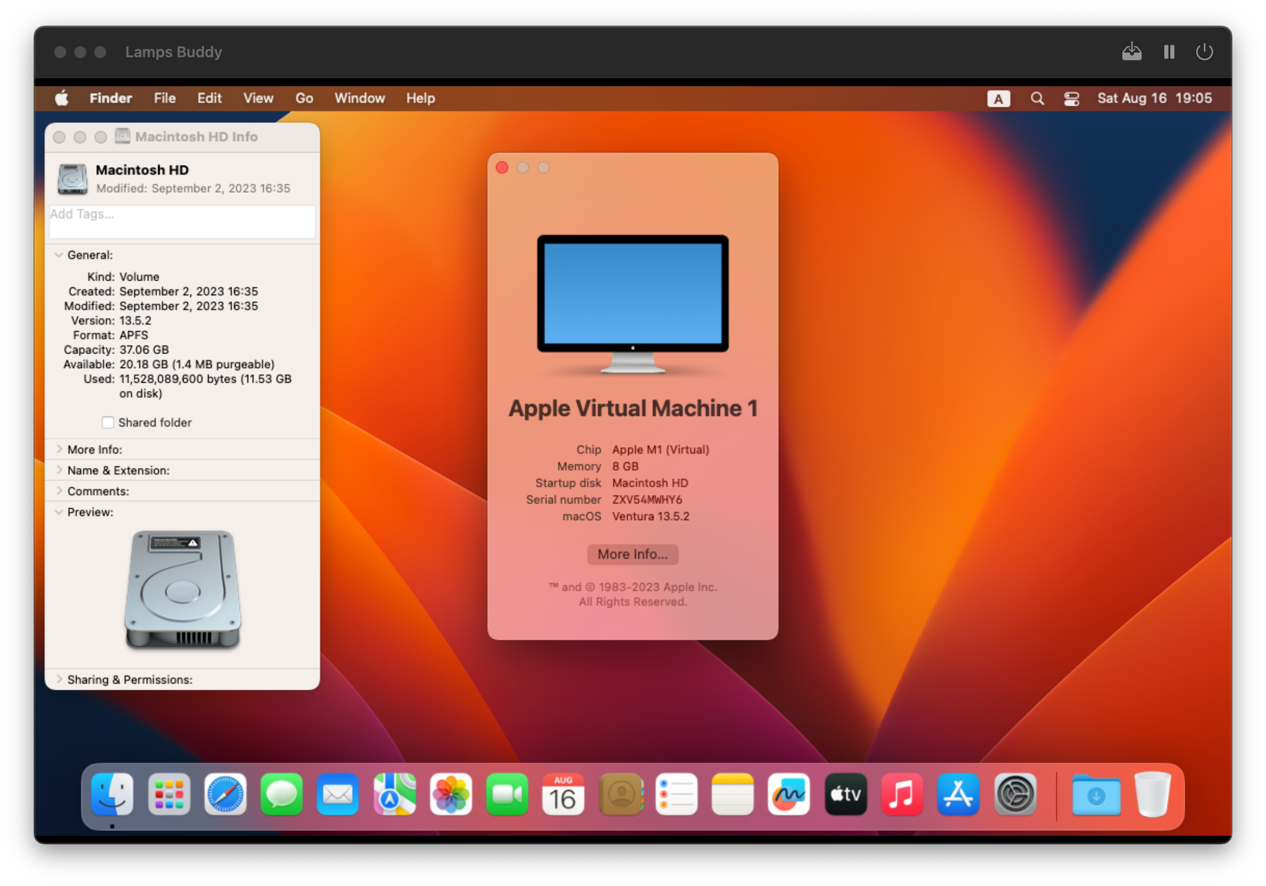 Lamps Buddy
Finder File Edit View Go Window Help
A Sat Aug 16 19:05
Macintosh HD Info
Macintosh HD
Modified: September 2, 2023 16:35
Add Tags...
General:
Kind: Volume
Created: September 2, 2023 16:35
Modified: September 2, 2023 16:35
Version: 13.5.2
Format: APFS
Capacity: 37.06 GB
Available: 20.18 GB (1.4 MB purgeable)
Used: 11,528,089,600 bytes (11.53 GB
on disk)
Shared folder
More Info:
Name & Extension:
Comments:
Preview:
Sharing & Permissions:
Apple Virtual Machine 1
Chip Apple M1 (Virtual)
Memory 8 GB
Startup disk Macintosh HD
Serial number ZXV54MWHY6
macOS Ventura 13.5.2
More Info...
™ and © 1983-2023 Apple Inc.
All Rights Reserved.
AUG
16
tv